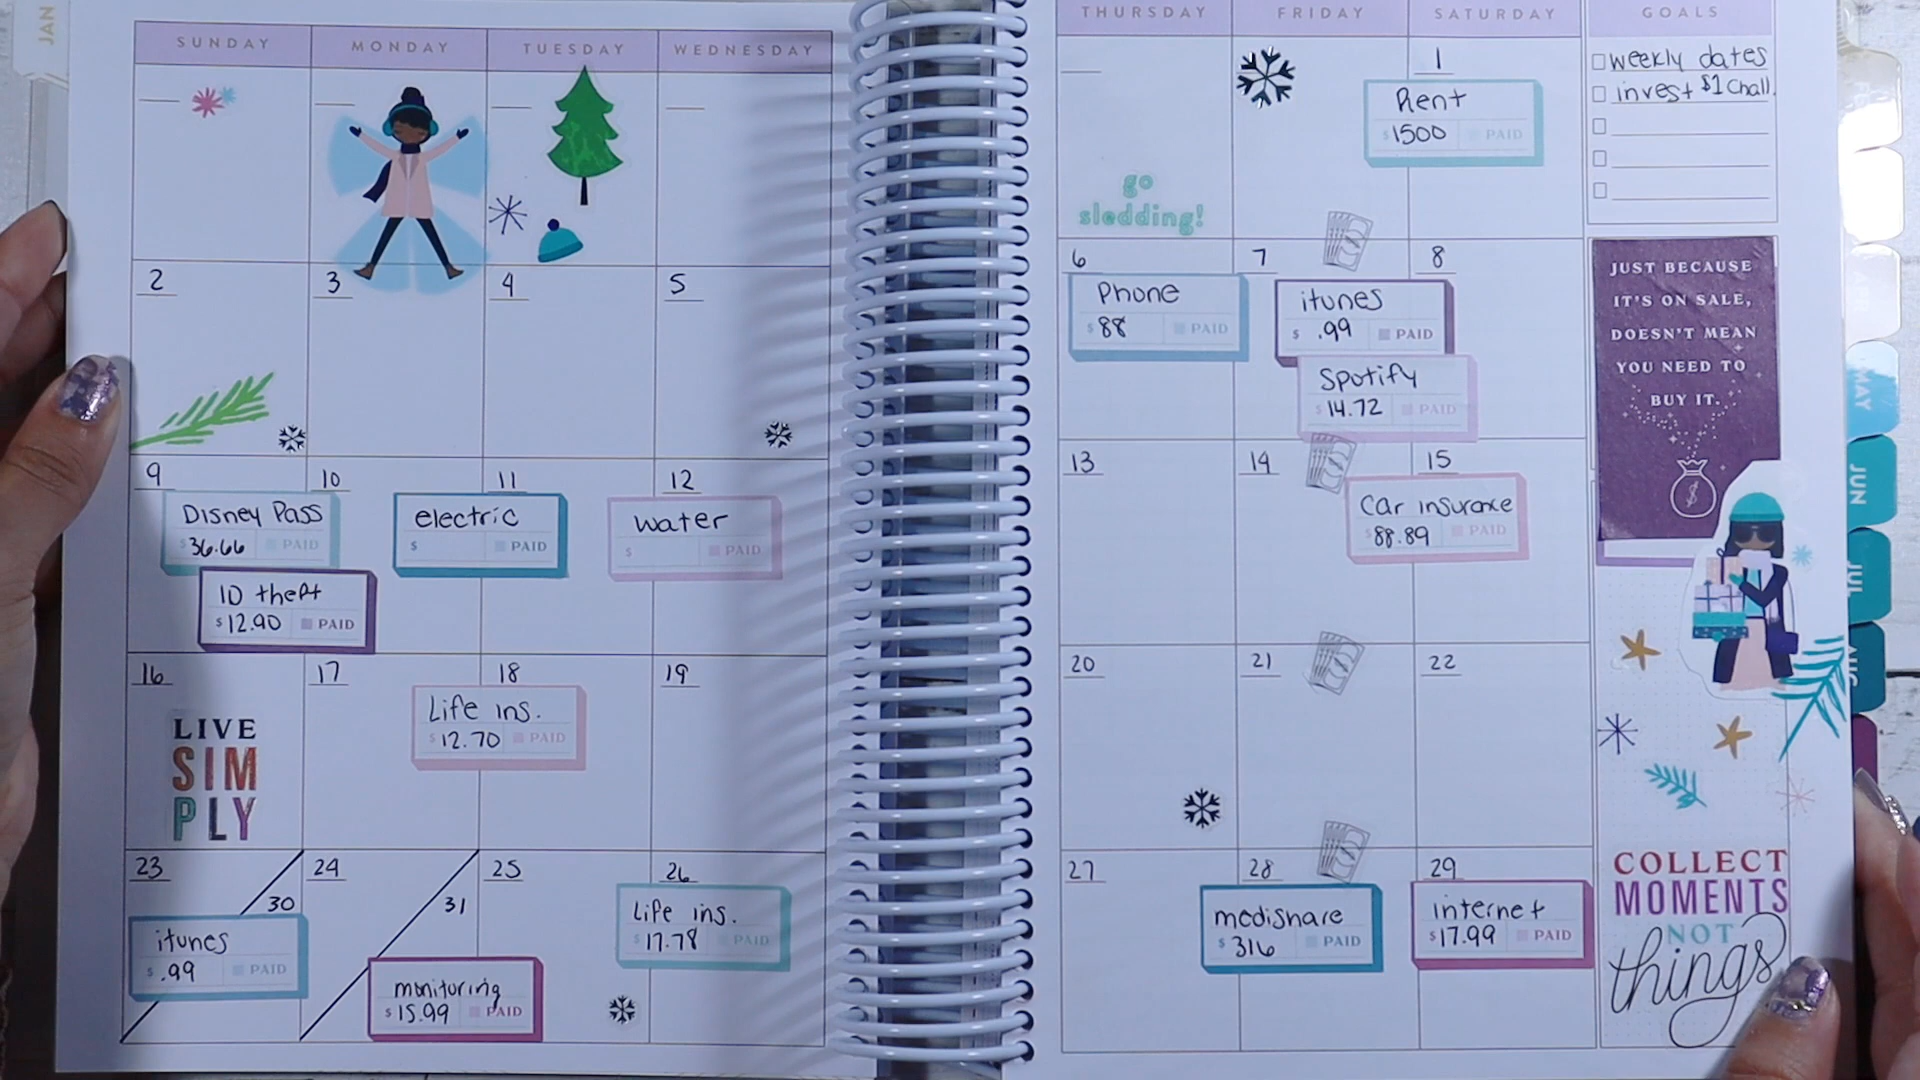 JAN
SUNDAY MONDAY TUESDAY WEDNESDAY
THURSDAY FRIDAY SATURDAY GOALS
1
Rent
$1500 PAID
go
sledding!
weekly dates
invest $1 chall.
2 3 4 5
6 7 8
Phone
$88 PAID
itunes
$ .99 PAID
Spotify
$14.72 PAID
JUST BECAUSE
IT'S ON SALE,
DOESN'T MEAN
YOU NEED TO
BUY IT.
$
9 10 11 12
Disney Pass
$36.66 PAID
ID theft
$12.90 PAID
electric
$ PAID
water
$ PAID
13 14 15
Car insurance
$88.89 PAID
16 17 18 19
LIVE
SIM
PLY
Life ins.
$12.70 PAID
20 21 22
23 30 24 31 25 26
itunes
$ .99 PAID
monitoring
$15.99 PAID
Life ins.
$17.78 PAID
27 28 29
medishare
$316 PAID
internet
$17.99 PAID
COLLECT
MOMENTS
NOT
things
MAY
JUN
JUL
AUG